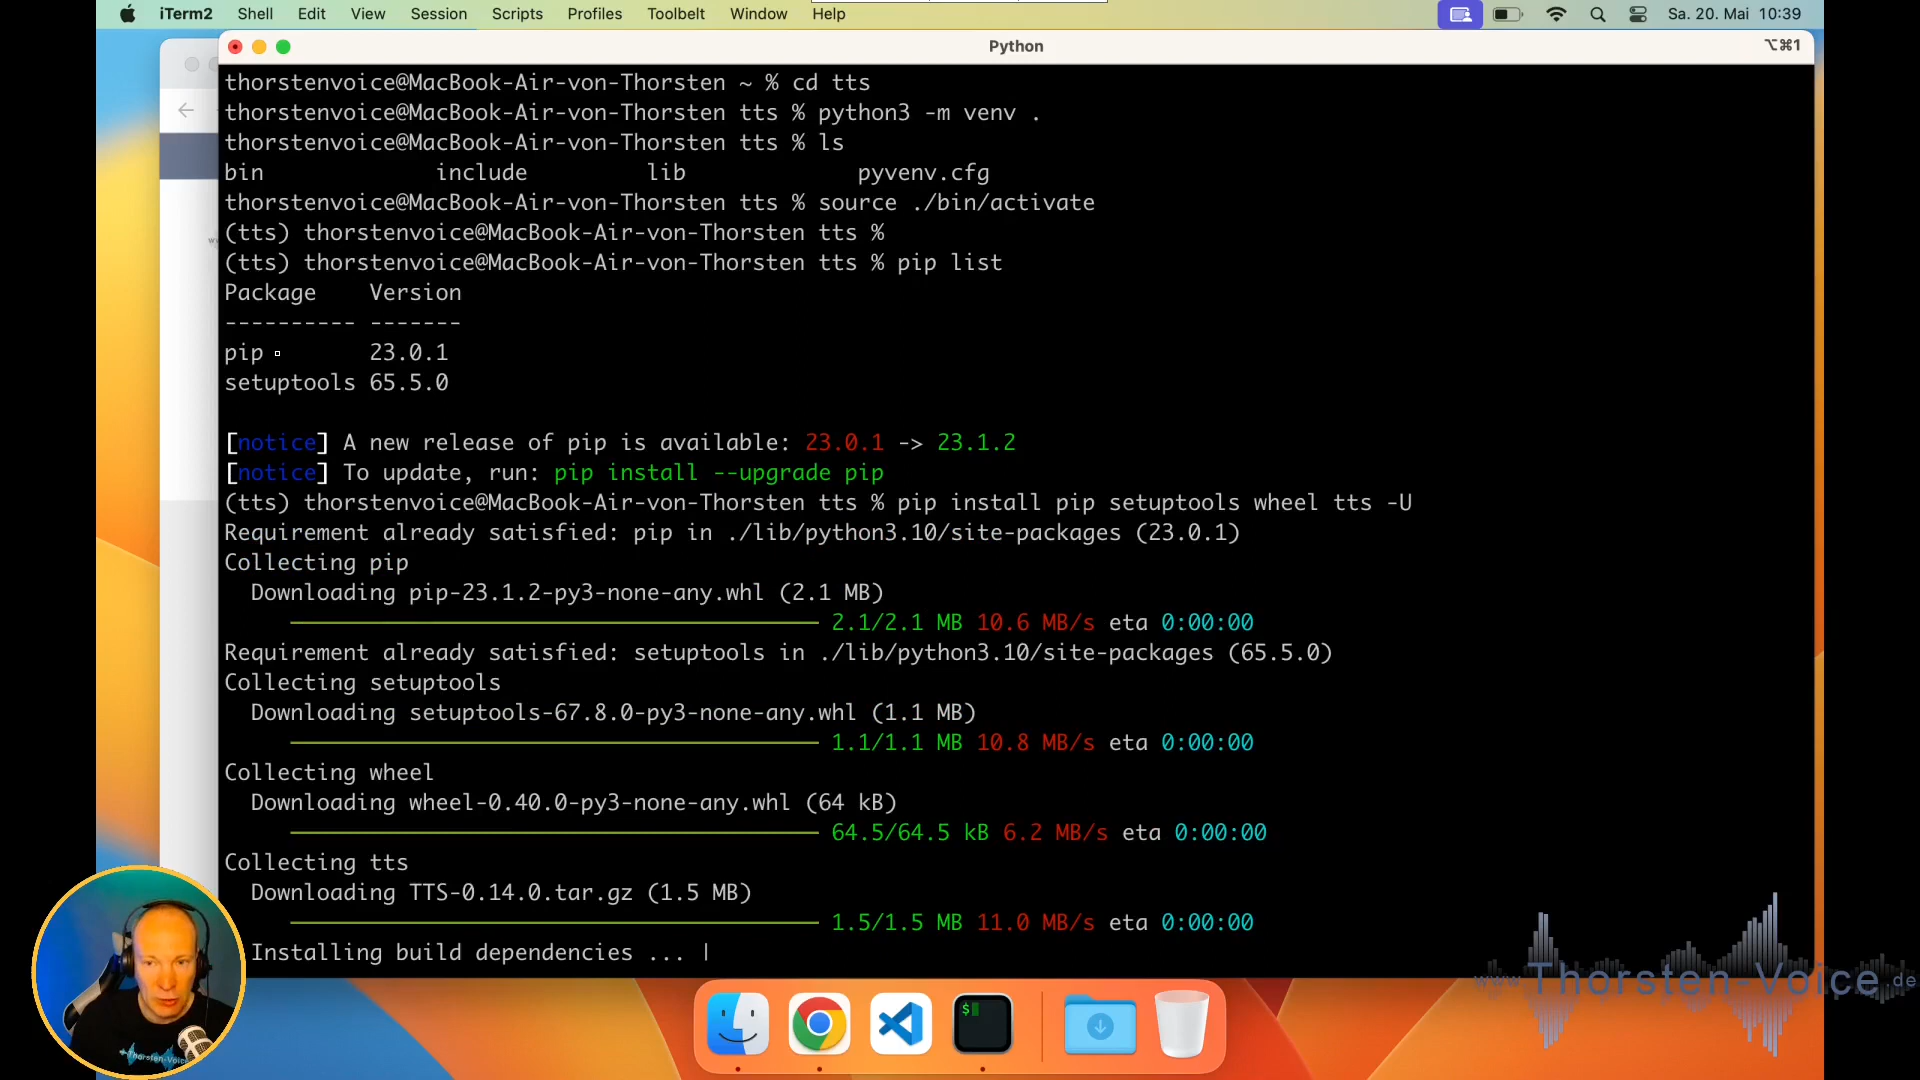 iTerm2 Shell Edit View Session Scripts Profiles Toolbelt Window Help Sa. 20. Mai 10:39
Python ⌥⌘1
thorstenvoice@MacBook-Air-von-Thorsten ~ % cd tts
thorstenvoice@MacBook-Air-von-Thorsten tts % python3 -m venv .
thorstenvoice@MacBook-Air-von-Thorsten tts % ls
bin include lib pyvenv.cfg
thorstenvoice@MacBook-Air-von-Thorsten tts % source ./bin/activate
(tts) thorstenvoice@MacBook-Air-von-Thorsten tts %
(tts) thorstenvoice@MacBook-Air-von-Thorsten tts % pip list
Package Version
---------- -------
pip 23.0.1
setuptools 65.5.0
[notice] A new release of pip is available: 23.0.1 -> 23.1.2
[notice] To update, run: pip install --upgrade pip
(tts) thorstenvoice@MacBook-Air-von-Thorsten tts % pip install pip setuptools wheel tts -U
Requirement already satisfied: pip in ./lib/python3.10/site-packages (23.0.1)
Collecting pip
Downloading pip-23.1.2-py3-none-any.whl (2.1 MB)
2.1/2.1 MB 10.6 MB/s eta 0:00:00
Requirement already satisfied: setuptools in ./lib/python3.10/site-packages (65.5.0)
Collecting setuptools
Downloading setuptools-67.8.0-py3-none-any.whl (1.1 MB)
1.1/1.1 MB 10.8 MB/s eta 0:00:00
Collecting wheel
Downloading wheel-0.40.0-py3-none-any.whl (64 kB)
64.5/64.5 kB 6.2 MB/s eta 0:00:00
Collecting tts
Downloading TTS-0.14.0.tar.gz (1.5 MB)
1.5/1.5 MB 11.0 MB/s eta 0:00:00
Installing build dependencies ... |
www.Thorsten-Voice.de
Thorsten-Voice
$